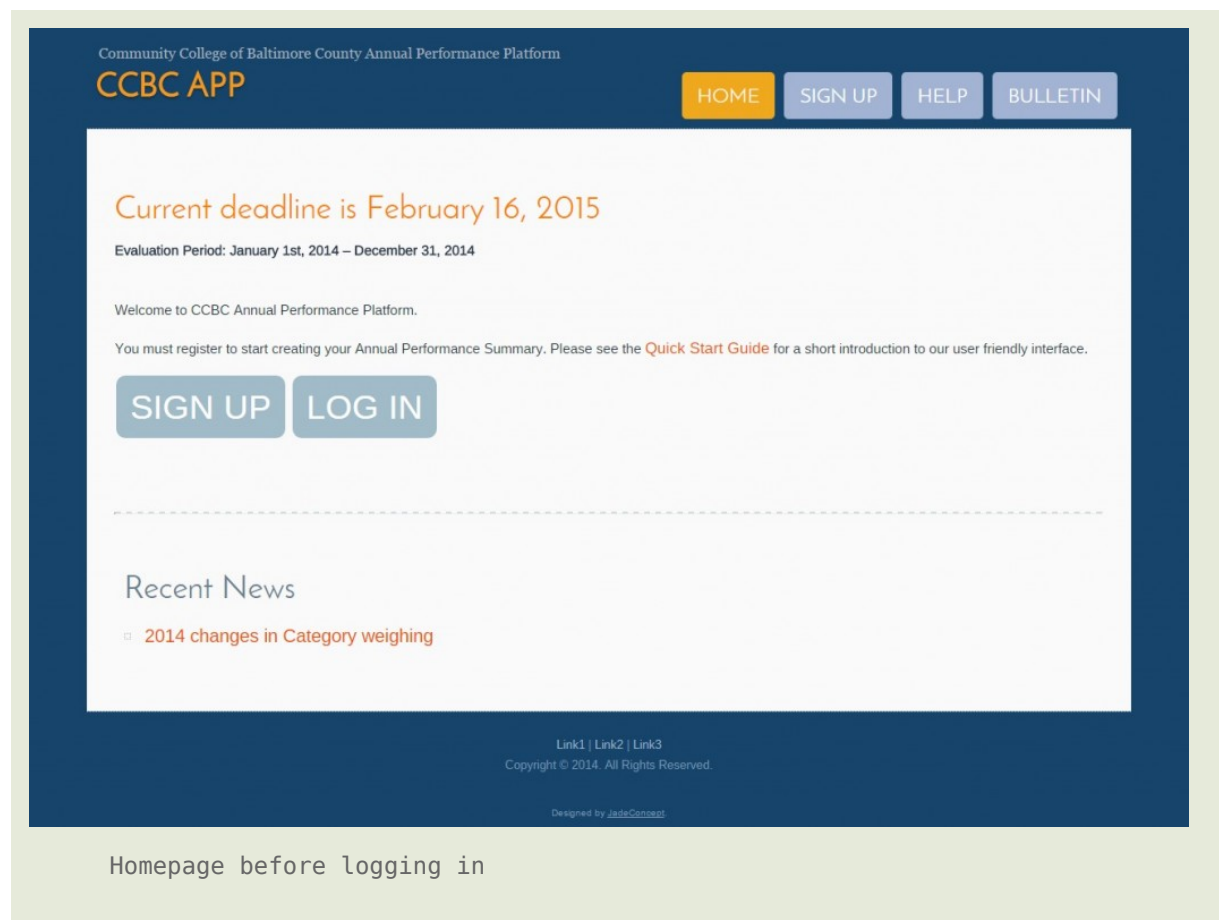 Community College of Baltimore County Annual Performance Platform
CCBC APP
HOME SIGN UP HELP BULLETIN
Current deadline is February 16, 2015
Evaluation Period: January 1st, 2014 – December 31, 2014
Welcome to CCBC Annual Performance Platform.
You must register to start creating your Annual Performance Summary. Please see the Quick Start Guide for a short introduction to our user friendly interface.
SIGN UP LOG IN
Recent News
2014 changes in Category weighing
Link1 | Link2 | Link3
Copyright © 2014. All Rights Reserved.
Designed by JadeConcept.
Homepage before logging in